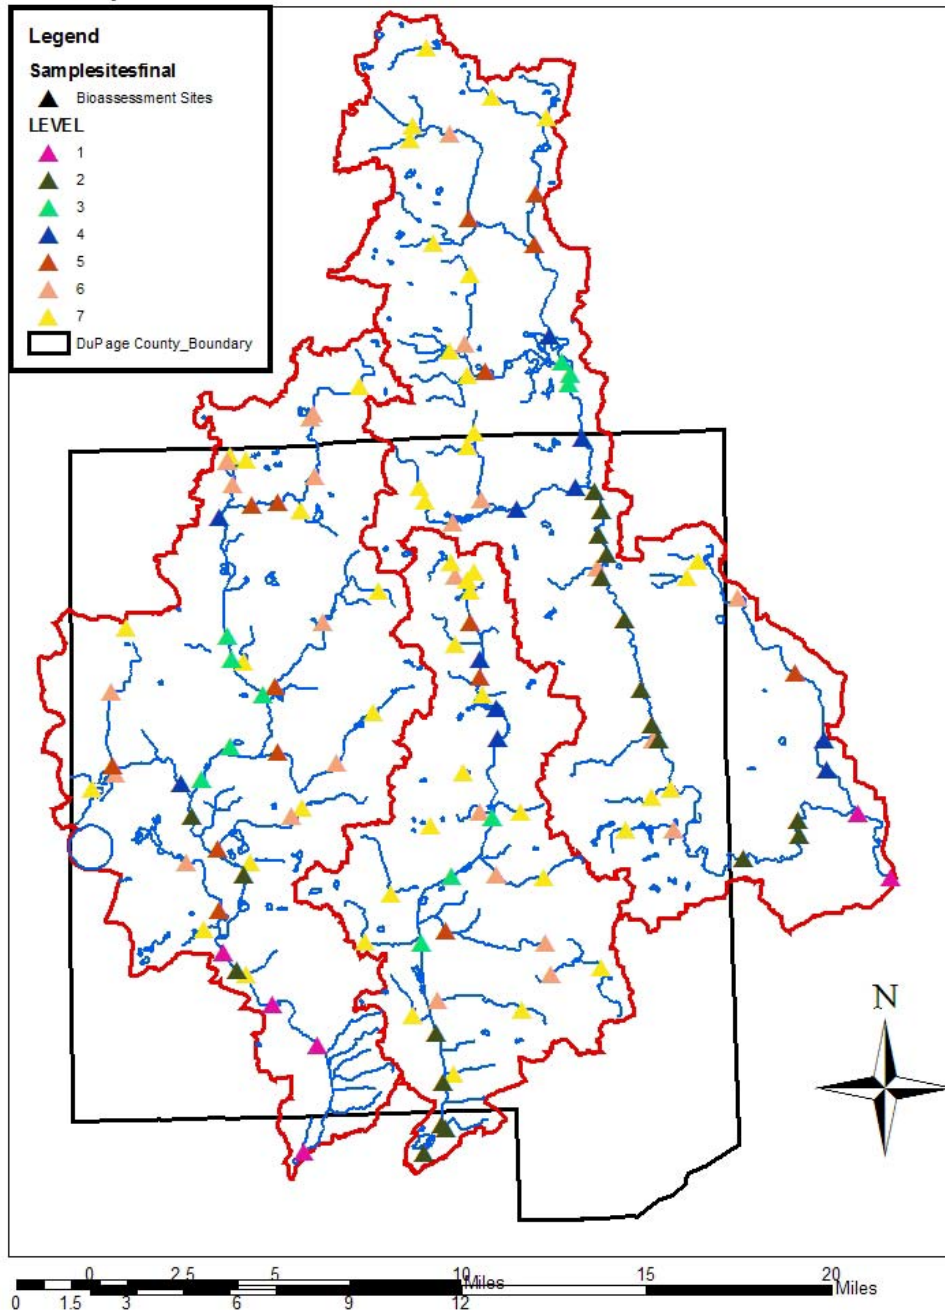 Legend
Samplesitesfinal
Bioassessment Sites
LEVEL
1
2
3
4
5
6
7
DuPage County_Boundary
N
0 2.5 5 10 15 20
Miles
Miles
0 1.5 3 6 9 12